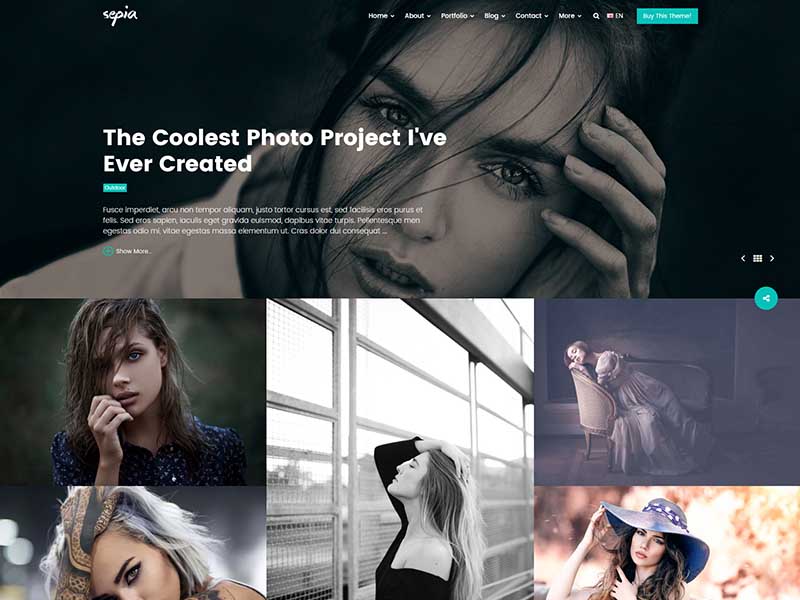 sepia
Home About Portfolio Blog Contact More EN Buy This Theme!
The Coolest Photo Project I've
Ever Created
Outdoor
Fusce imperdiet, arcu non tempor aliquam, justo tortor cursus est, sed facilisis eros purus et
felis. Sed eros sapien, iaculis eget gravida euismod, dapibus vitae turpis. Pellentesque mon
egestas odio mi, vitae egestas massa elementum ut. Cras dolor dui consequat ...
Show More...